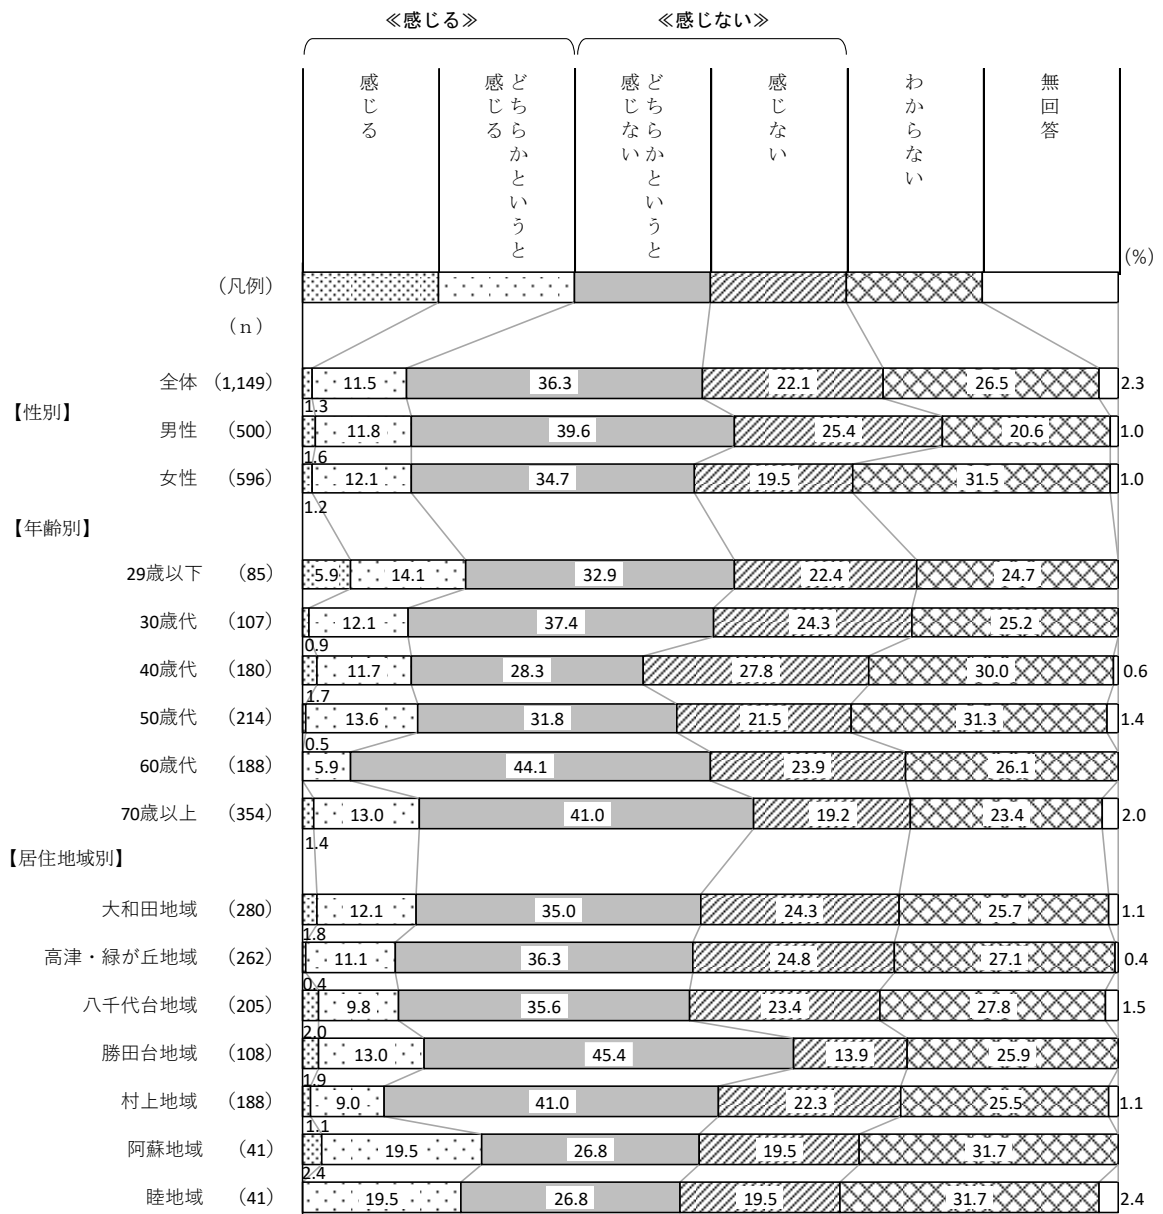 ≪感じる≫ ≪感じない≫
感じる
どちらかというと
感じる
どちらかというと
感じない
感じない
わからない
無回答
(%)
(凡例)
(n)
全体 (1,149) 11.5 36.3 22.1 26.5 2.3
1.3
【性別】
男性 (500) 11.8 39.6 25.4 20.6 1.0
1.6
女性 (596) 12.1 34.7 19.5 31.5 1.0
1.2
【年齢別】
29歳以下 (85) 5.9 14.1 32.9 22.4 24.7
30歳代 (107) 12.1 37.4 24.3 25.2
0.9
40歳代 (180) 11.7 28.3 27.8 30.0 0.6
1.7
50歳代 (214) 13.6 31.8 21.5 31.3 1.4
0.5
60歳代 (188) 5.9 44.1 23.9 26.1
70歳以上 (354) 13.0 41.0 19.2 23.4 2.0
1.4
【居住地域別】
大和田地域 (280) 12.1 35.0 24.3 25.7 1.1
1.8
高津・緑が丘地域 (262) 11.1 36.3 24.8 27.1 0.4
0.4
八千代台地域 (205) 9.8 35.6 23.4 27.8 1.5
2.0
勝田台地域 (108) 13.0 45.4 13.9 25.9
1.9
村上地域 (188) 9.0 41.0 22.3 25.5 1.1
1.1
阿蘇地域 (41) 19.5 26.8 19.5 31.7
2.4
睦地域 (41) 19.5 26.8 19.5 31.7 2.4